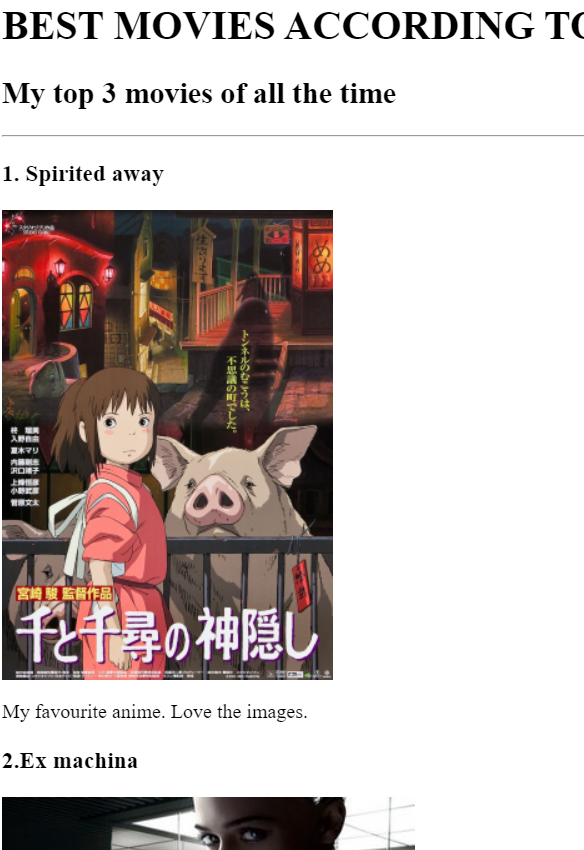 BEST MOVIES ACCORDING TO
My top 3 movies of all the time
1. Spirited away
トンネルのむこうは、
不思議の町でした。
柊 瑠美
入野自由
夏木マリ
内藤剛志
沢口靖子
上條恒彦
小野武彦
菅原文太
宮崎 駿 監督作品
千と千尋の神隠し
My favourite anime. Love the images.
2.Ex machina